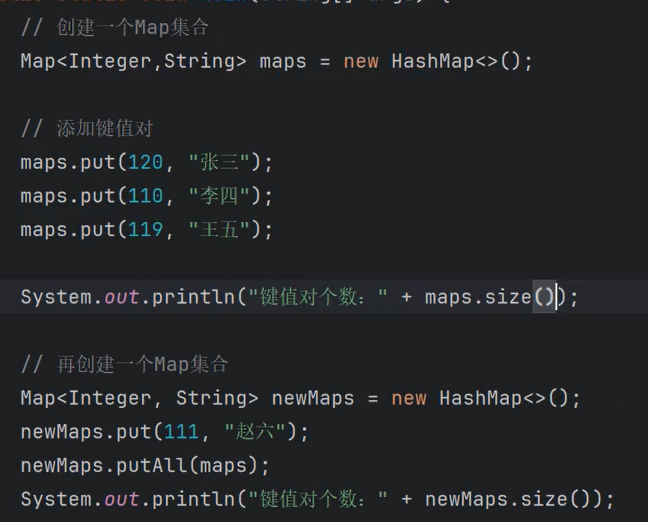 // 创建一个Map集合
Map<Integer,String> maps = new HashMap<>();
// 添加键值对
maps.put(120, "张三");
maps.put(110, "李四");
maps.put(119, "王五");
System.out.println("键值对个数：" + maps.size());
// 再创建一个Map集合
Map<Integer, String> newMaps = new HashMap<>();
newMaps.put(111, "赵六");
newMaps.putAll(maps);
System.out.println("键值对个数：" + newMaps.size());